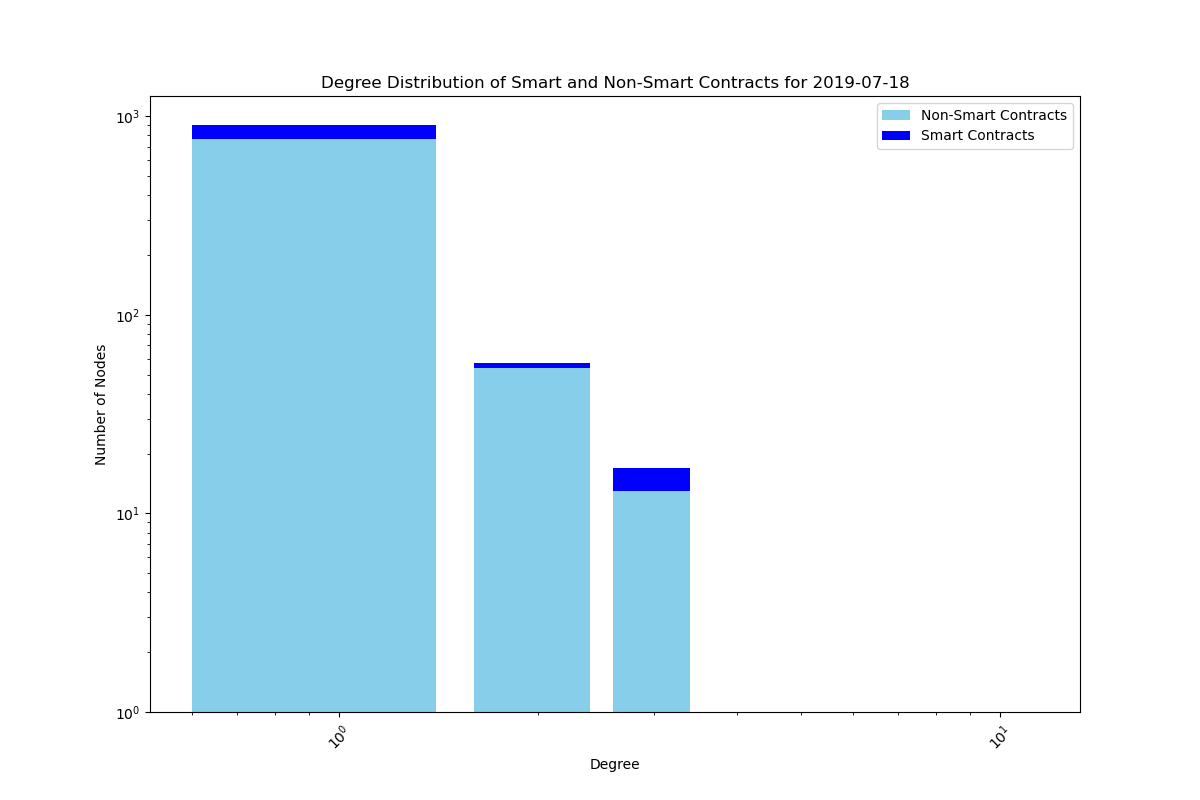 Degree Distribution of Smart and Non-Smart Contracts for 2019-07-18
Non-Smart Contracts
Smart Contracts
Number of Nodes
10³
10²
10¹
10⁰
10⁰
10¹
Degree